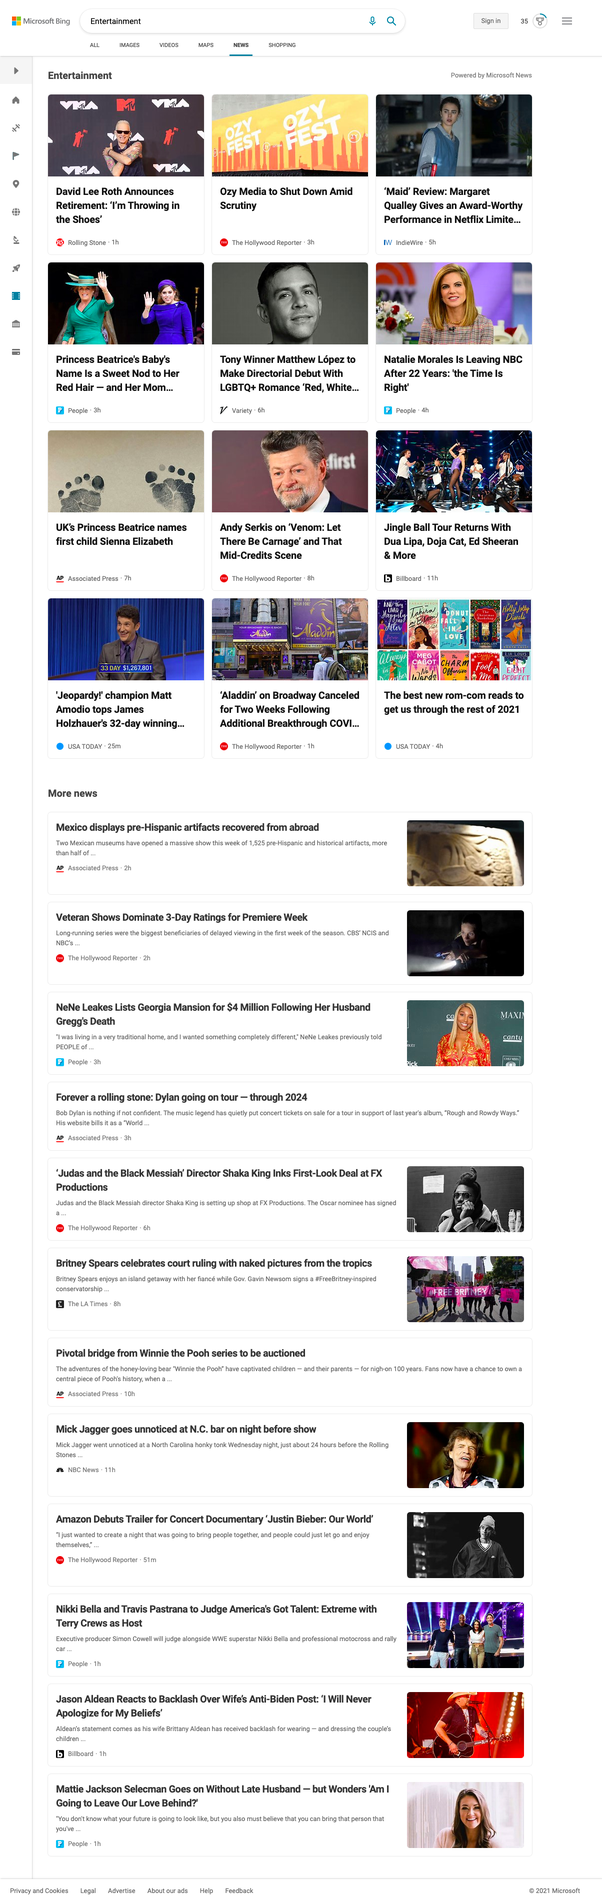 Microsoft Bing
Entertainment
Sign in
35
ALL IMAGES VIDEOS MAPS NEWS SHOPPING
Entertainment
Powered by Microsoft News
David Lee Roth Announces
Retirement: ‘I’m Throwing in
the Shoes’
Rolling Stone · 1h
OZY
FEST
OZY
FEST
Ozy Media to Shut Down Amid
Scrutiny
The Hollywood Reporter · 3h
‘Maid’ Review: Margaret
Qualley Gives an Award-Worthy
Performance in Netflix Limite...
IndieWire · 5h
Princess Beatrice's Baby's
Name Is a Sweet Nod to Her
Red Hair — and Her Mom...
People · 3h
Tony Winner Matthew López to
Make Directorial Debut With
LGBTQ+ Romance ‘Red, White...
Variety · 6h
Natalie Morales Is Leaving NBC
After 22 Years: 'the Time Is
Right'
People · 4h
UK’s Princess Beatrice names
first child Sienna Elizabeth
AP Associated Press · 7h
first
Andy Serkis on ‘Venom: Let
There Be Carnage’ and That
Mid-Credits Scene
The Hollywood Reporter · 8h
Jingle Ball Tour Returns With
Dua Lipa, Doja Cat, Ed Sheeran
& More
Billboard · 11h
33 DAY $1,267,801
'Jeopardy!' champion Matt
Amodio tops James
Holzhauer's 32-day winning...
USA TODAY · 25m
Aladdin
‘Aladdin’ on Broadway Canceled
for Two Weeks Following
Additional Breakthrough COVI...
The Hollywood Reporter · 1h
The best new rom-com reads to
get us through the rest of 2021
USA TODAY · 4h
More news
Mexico displays pre-Hispanic artifacts recovered from abroad
Two Mexican museums have opened a massive show this week of 1,525 pre-Hispanic and historical artifacts, more
than half of ...
AP Associated Press · 2h
Veteran Shows Dominate 3-Day Ratings for Premiere Week
Long-running series were the biggest beneficiaries of delayed viewing in the first week of the season. CBS’ NCIS and
NBC’s ...
The Hollywood Reporter · 2h
NeNe Leakes Lists Georgia Mansion for $4 Million Following Her Husband
Gregg's Death
"I was living in a very traditional home, and I wanted something completely different," NeNe Leakes previously told
PEOPLE of ...
People · 3h
Forever a rolling stone: Dylan going on tour — through 2024
Bob Dylan is nothing if not confident. The music legend has quietly put concert tickets on sale for a tour in support of last year’s album, “Rough and Rowdy Ways.”
His website bills it as a “World ...
AP Associated Press · 3h
‘Judas and the Black Messiah’ Director Shaka King Inks First-Look Deal at FX
Productions
Judas and the Black Messiah director Shaka King is setting up shop at FX Productions. The Oscar nominee has signed
a ...
The Hollywood Reporter · 6h
Britney Spears celebrates court ruling with naked pictures from the tropics
Britney Spears enjoys an island getaway with her fiancé while Gov. Gavin Newsom signs a #FreeBritney-inspired
conservatorship ...
The LA Times · 8h
FREE BRITNEY
Pivotal bridge from Winnie the Pooh series to be auctioned
The adventures of the honey-loving bear “Winnie the Pooh” have captivated children — and their parents — for nigh-on 100 years. Fans now have a chance to own a
central piece of Pooh’s history, when a ...
AP Associated Press · 10h
Mick Jagger goes unnoticed at N.C. bar on night before show
Mick Jagger went unnoticed at a North Carolina honky tonk Wednesday night, just about 24 hours before the Rolling
Stones ...
NBC News · 11h
Amazon Debuts Trailer for Concert Documentary ‘Justin Bieber: Our World’
“I just wanted to create a night that was going to bring people together, and people could just let go and enjoy
themselves,” ...
The Hollywood Reporter · 51m
Nikki Bella and Travis Pastrana to Judge America's Got Talent: Extreme with
Terry Crews as Host
Executive producer Simon Cowell will judge alongside WWE superstar Nikki Bella and professional motocross and rally
car ...
People · 1h
Jason Aldean Reacts to Backlash Over Wife’s Anti-Biden Post: ‘I Will Never
Apologize for My Beliefs’
Aldean’s statement comes as his wife Brittany Aldean has received backlash for wearing — and dressing the couple’s
children ...
Billboard · 1h
Mattie Jackson Selecman Goes on Without Late Husband — but Wonders 'Am I
Going to Leave Our Love Behind?'
"You don't know what your future is going to look like, but you also must believe that you can bring that person that
you've ...
People · 1h
Privacy and Cookies Legal Advertise About our ads Help Feedback © 2021 Microsoft